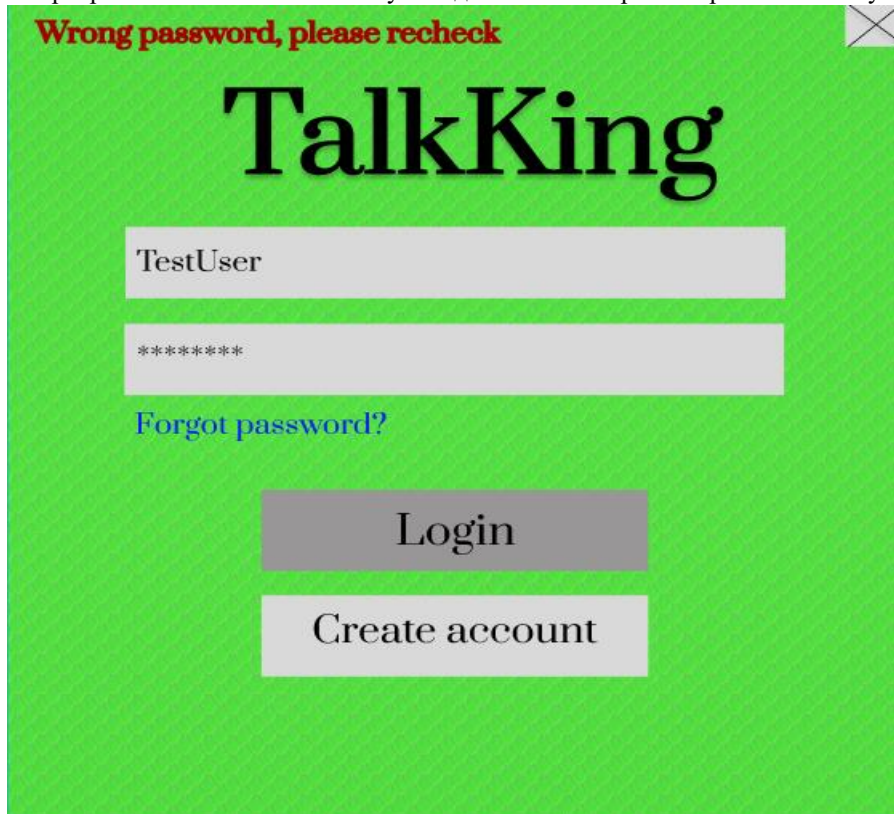 Wrong password, please recheck
TalkKing
TestUser
********
Forgot password?
Login
Create account